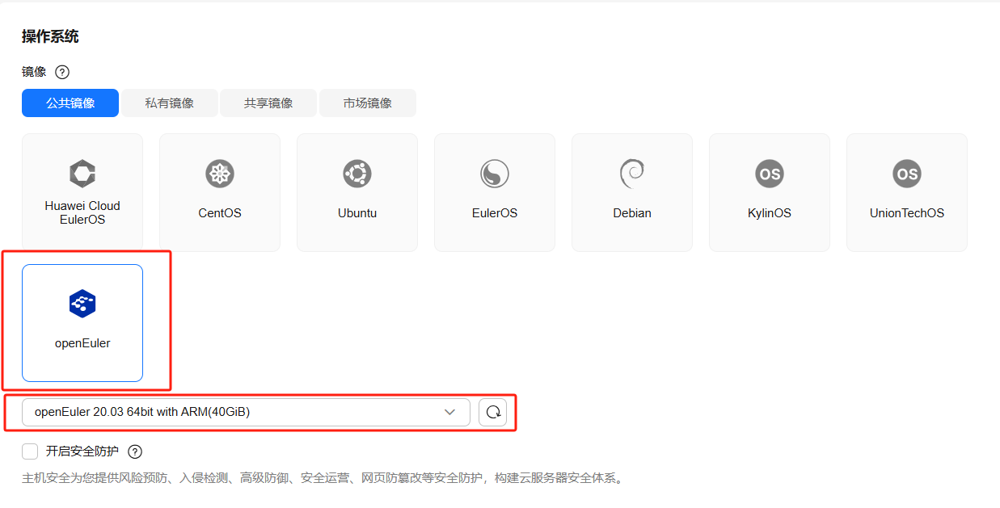 操作系统
镜像 ?
公共镜像 私有镜像 共享镜像 市场镜像
Huawei Cloud
EulerOS
CentOS
Ubuntu
EulerOS
Debian
OS
KylinOS
OS
UnionTechOS
openEuler
openEuler 20.03 64bit with ARM(40GiB)
开启安全防护 ?
主机安全为您提供风险预防、入侵检测、高级防御、安全运营、网页防篡改等安全防护，构建云服务器安全体系。